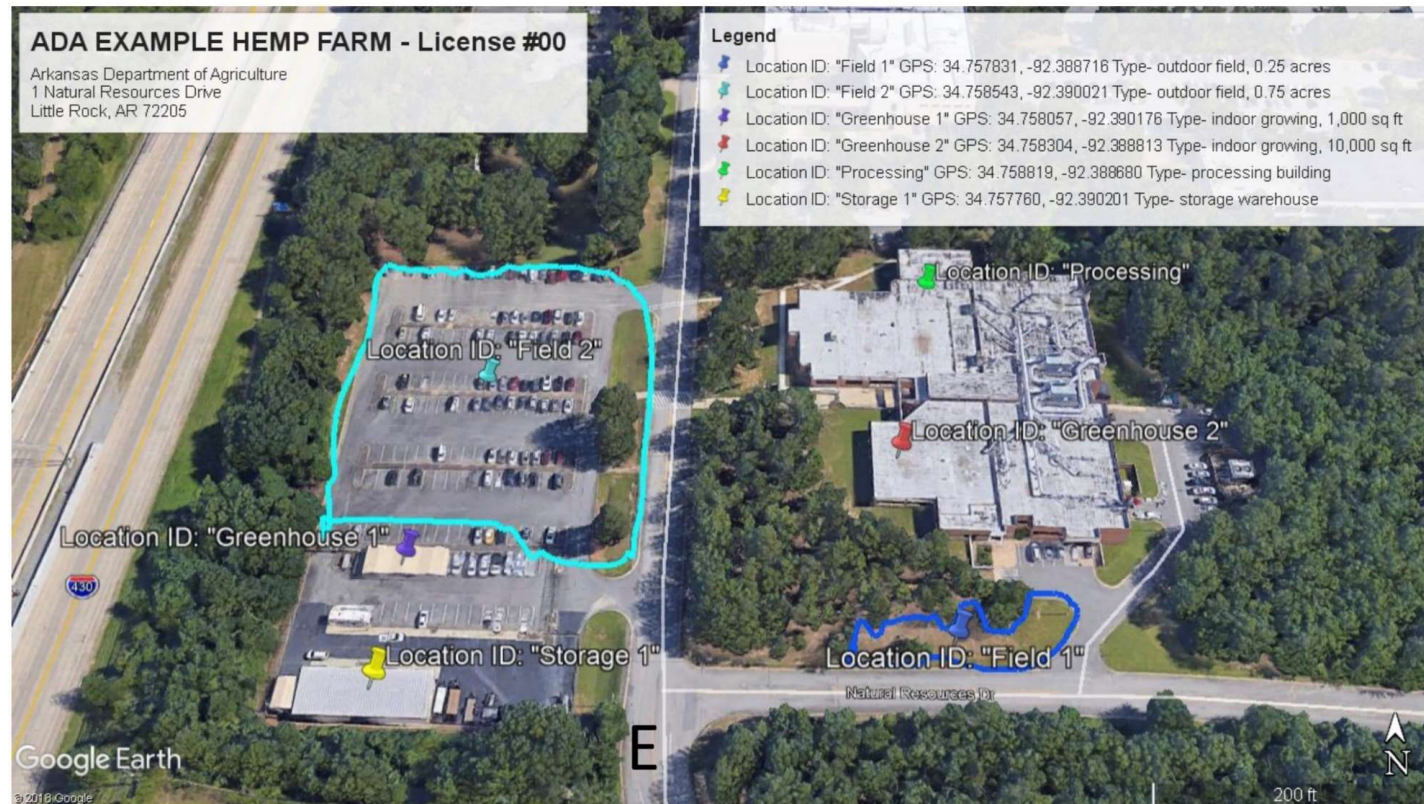 ADA EXAMPLE HEMP FARM - License #00
Arkansas Department of Agriculture
1 Natural Resources Drive
Little Rock, AR 72205
Legend
Location ID: "Field 1" GPS: 34.757831, -92.388716 Type- outdoor field, 0.25 acres
Location ID: "Field 2" GPS: 34.758543, -92.390021 Type- outdoor field, 0.75 acres
Location ID: "Greenhouse 1" GPS: 34.758057, -92.390176 Type- indoor growing, 1,000 sq ft
Location ID: "Greenhouse 2" GPS: 34.758304, -92.388813 Type- indoor growing, 10,000 sq ft
Location ID: "Processing" GPS: 34.758819, -92.388680 Type- processing building
Location ID: "Storage 1" GPS: 34.757760, -92.390201 Type- storage warehouse
Location ID: "Processing"
Location ID: "Field 2"
Location ID: "Greenhouse 2"
Location ID: "Greenhouse 1"
430
Location ID: "Storage 1"
Location ID: "Field 1"
Natural Resources Dr
E
Google Earth
N
© 2018 Google
200 ft